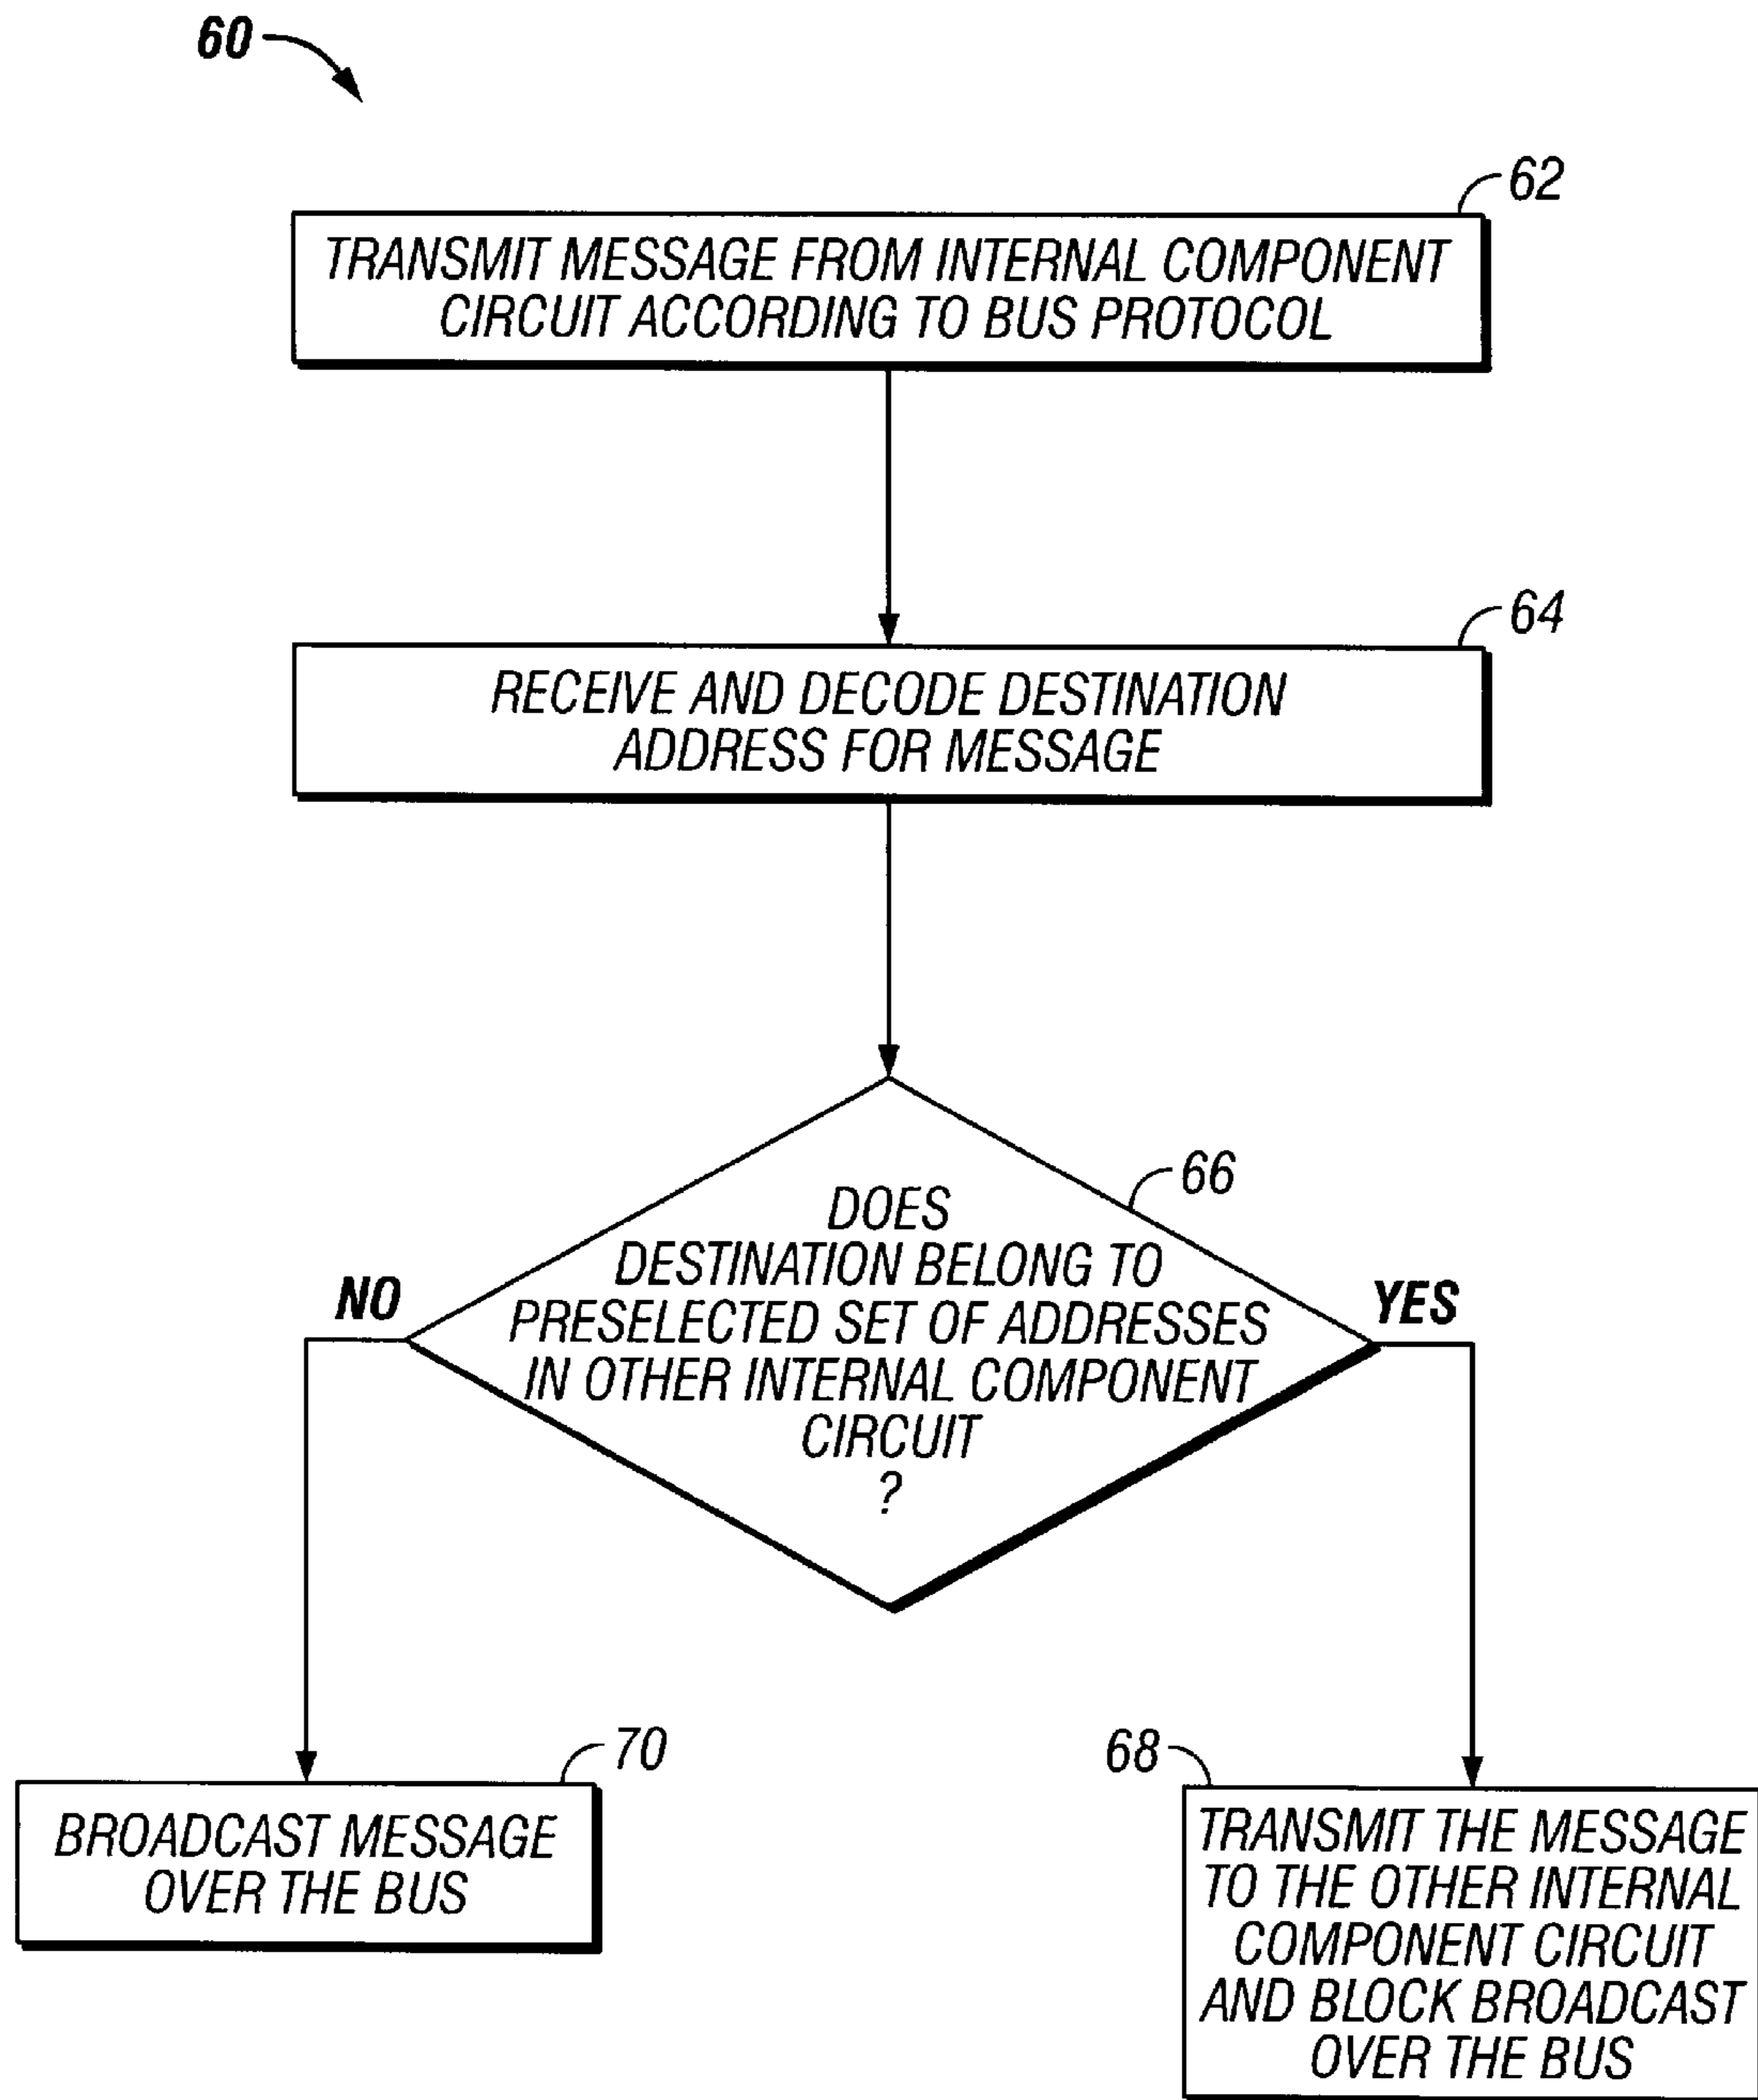 60
62
TRANSMIT MESSAGE FROM INTERNAL COMPONENT
CIRCUIT ACCORDING TO BUS PROTOCOL
64
RECEIVE AND DECODE DESTINATION
ADDRESS FOR MESSAGE
66
DOES
DESTINATION BELONG TO
PRESELECTED SET OF ADDRESSES
IN OTHER INTERNAL COMPONENT
CIRCUIT
?
NO
YES
70
BROADCAST MESSAGE
OVER THE BUS
68
TRANSMIT THE MESSAGE
TO THE OTHER INTERNAL
COMPONENT CIRCUIT
AND BLOCK BROADCAST
OVER THE BUS